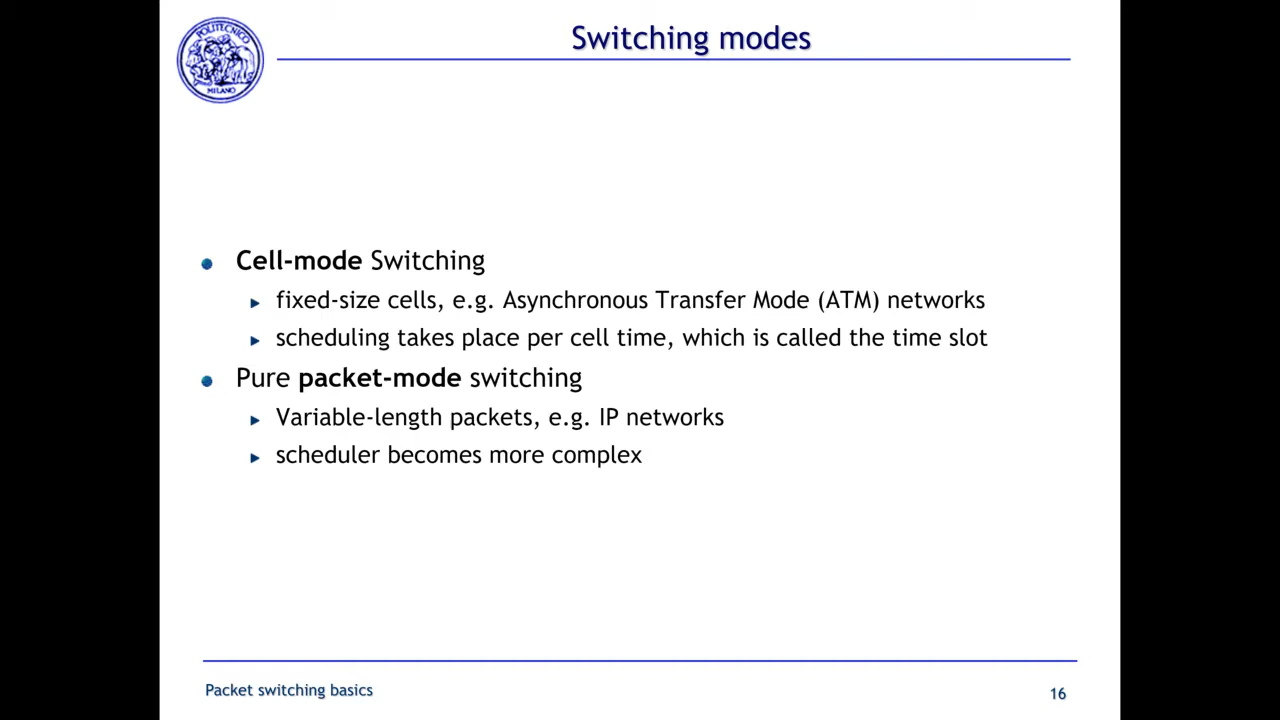 POLITECNICO
MILANO
Switching modes
Cell-mode Switching
fixed-size cells, e.g. Asynchronous Transfer Mode (ATM) networks
scheduling takes place per cell time, which is called the time slot
Pure packet-mode switching
Variable-length packets, e.g. IP networks
scheduler becomes more complex
Packet switching basics
16